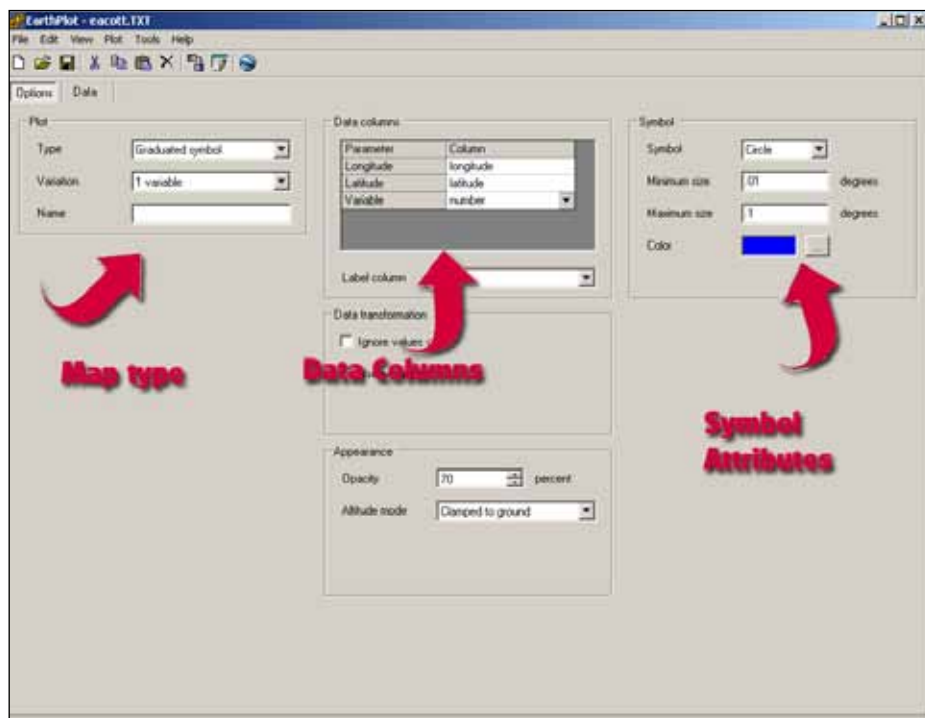 EarthPlot - eacott.TXT
File Edit View Plot Tools Help
Options Data
Plot
Type Graduated symbol
Variation 1 variable
Name
Map type
Data columns
Parameter Column
Longitude longitude
Latitude latitude
Variable number
Label column
Data transformation
Ignore values
Data Columns
Appearance
Opacity 70 percent
Altitude mode Clamped to ground
Symbol
Symbol Circle
Minimum size .01 degrees
Maximum size .1 degrees
Color ...
Symbol
Attributes